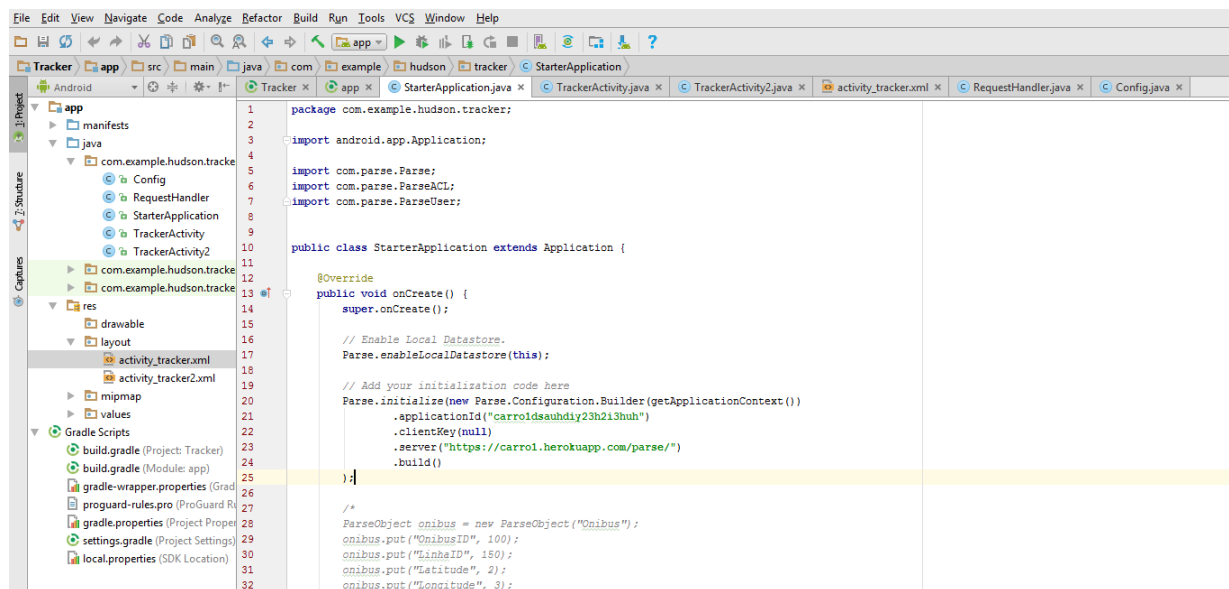 File Edit View Navigate Code Analyze Refactor Build Run Tools VCS Window Help
app
Tracker app src main java com example hudson tracker StarterApplication
Android
Tracker app StarterApplication.java TrackerActivity.java TrackerActivity2.java activity_tracker.xml RequestHandler.java Config.java
1: Project
7: Structure
Captures
app
manifests
java
com.example.hudson.tracke
Config
RequestHandler
StarterApplication
TrackerActivity
TrackerActivity2
com.example.hudson.tracke
com.example.hudson.tracke
res
drawable
layout
activity_tracker.xml
activity_tracker2.xml
mipmap
values
Gradle Scripts
build.gradle (Project: Tracker)
build.gradle (Module: app)
gradle-wrapper.properties (Grad
proguard-rules.pro (ProGuard Ru
gradle.properties (Project Proper
settings.gradle (Project Settings)
local.properties (SDK Location)
1 package com.example.hudson.tracker;
2
3 import android.app.Application;
4
5 import com.parse.Parse;
6 import com.parse.ParseACL;
7 import com.parse.ParseUser;
8
9
10 public class StarterApplication extends Application {
11
12 @Override
13 public void onCreate() {
14 super.onCreate();
15
16 // Enable Local Datastore.
17 Parse.enableLocalDatastore(this);
18
19 // Add your initialization code here
20 Parse.initialize(new Parse.Configuration.Builder(getApplicationContext())
21 .applicationId("carro1dsauhdiy23h2i3huh")
22 .clientKey(null)
23 .server("https://carro1.herokuapp.com/parse/")
24 .build()
25 );
26
27 /*
28 ParseObject onibus = new ParseObject("Onibus");
29 onibus.put("OnibusID", 100);
30 onibus.put("LinhaID", 150);
31 onibus.put("Latitude", 2);
32 onibus.put("Longitude", 3);